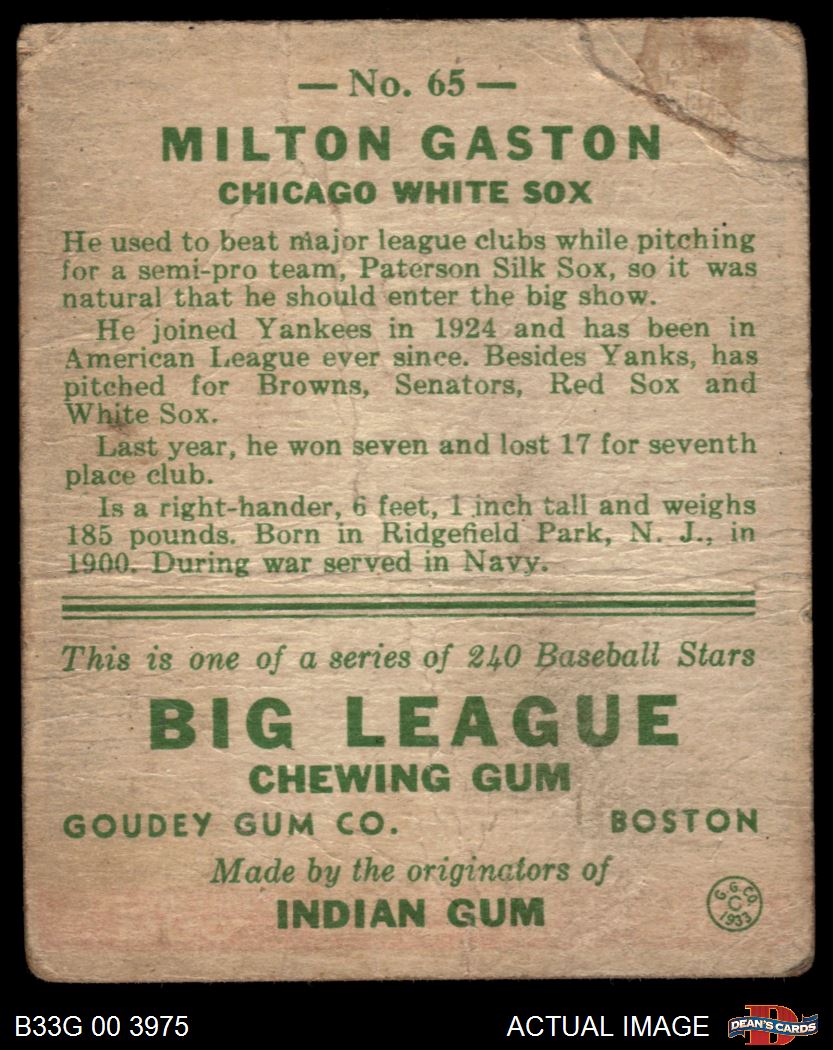 — No. 65 —
MILTON GASTON
CHICAGO WHITE SOX
He used to beat major league clubs while pitching
for a semi-pro team, Paterson Silk Sox, so it was
natural that he should enter the big show.
He joined Yankees in 1924 and has been in
American League ever since. Besides Yanks, has
pitched for Browns, Senators, Red Sox and
White Sox.
Last year, he won seven and lost 17 for seventh
place club.
Is a right-hander, 6 feet, 1 inch tall and weighs
185 pounds. Born in Ridgefield Park, N. J., in
1900. During war served in Navy.
This is one of a series of 240 Baseball Stars
BIG LEAGUE
CHEWING GUM
GOUDEY GUM CO. BOSTON
Made by the originators of
INDIAN GUM
G. G. CO.
C
1933
B33G 00 3975
ACTUAL IMAGE
D
DEAN'S CARDS